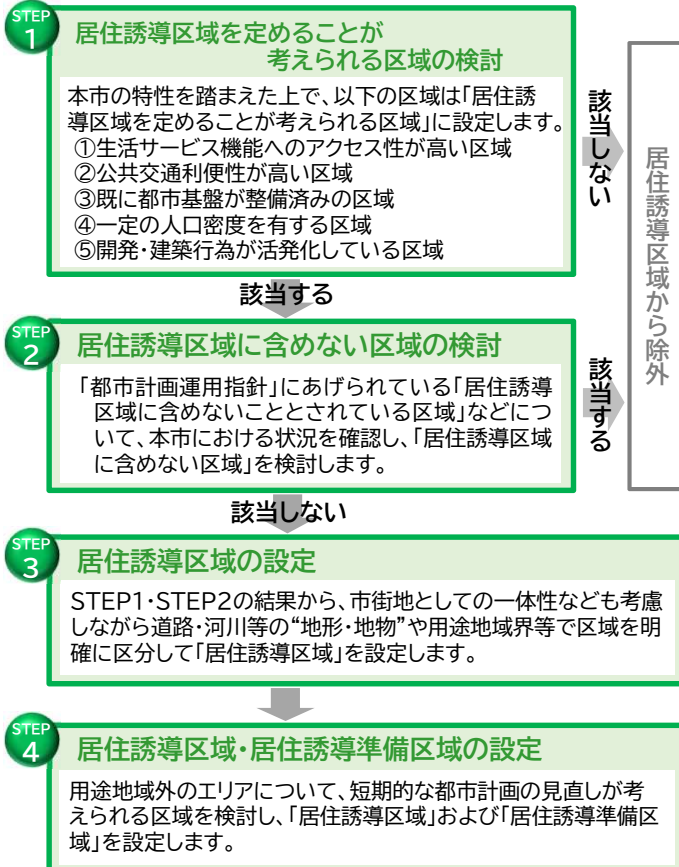 STEP
1
居住誘導区域を定めることが
考えられる区域の検討
本市の特性を踏まえた上で、以下の区域は「居住誘
導区域を定めることが考えられる区域」に設定します。
①生活サービス機能へのアクセス性が高い区域
②公共交通利便性が高い区域
③既に都市基盤が整備済みの区域
④一定の人口密度を有する区域
⑤開発・建築行為が活発化している区域
該当しない
居住誘導区域から除外
該当する
STEP
2
居住誘導区域に含めない区域の検討
「都市計画運用指針」にあげられている「居住誘導
区域に含めないこととされている区域」などにつ
いて、本市における状況を確認し、「居住誘導区域
に含めない区域」を検討します。
該当する
該当しない
STEP
3
居住誘導区域の設定
STEP1・STEP2の結果から、市街地としての一体性なども考慮
しながら道路・河川等の“地形・地物”や用途地域界等で区域を明
確に区分して「居住誘導区域」を設定します。
STEP
4
居住誘導区域・居住誘導準備区域の設定
用途地域外のエリアについて、短期的な都市計画の見直しが考
えられる区域を検討し、「居住誘導区域」および「居住誘導準備区
域」を設定します。